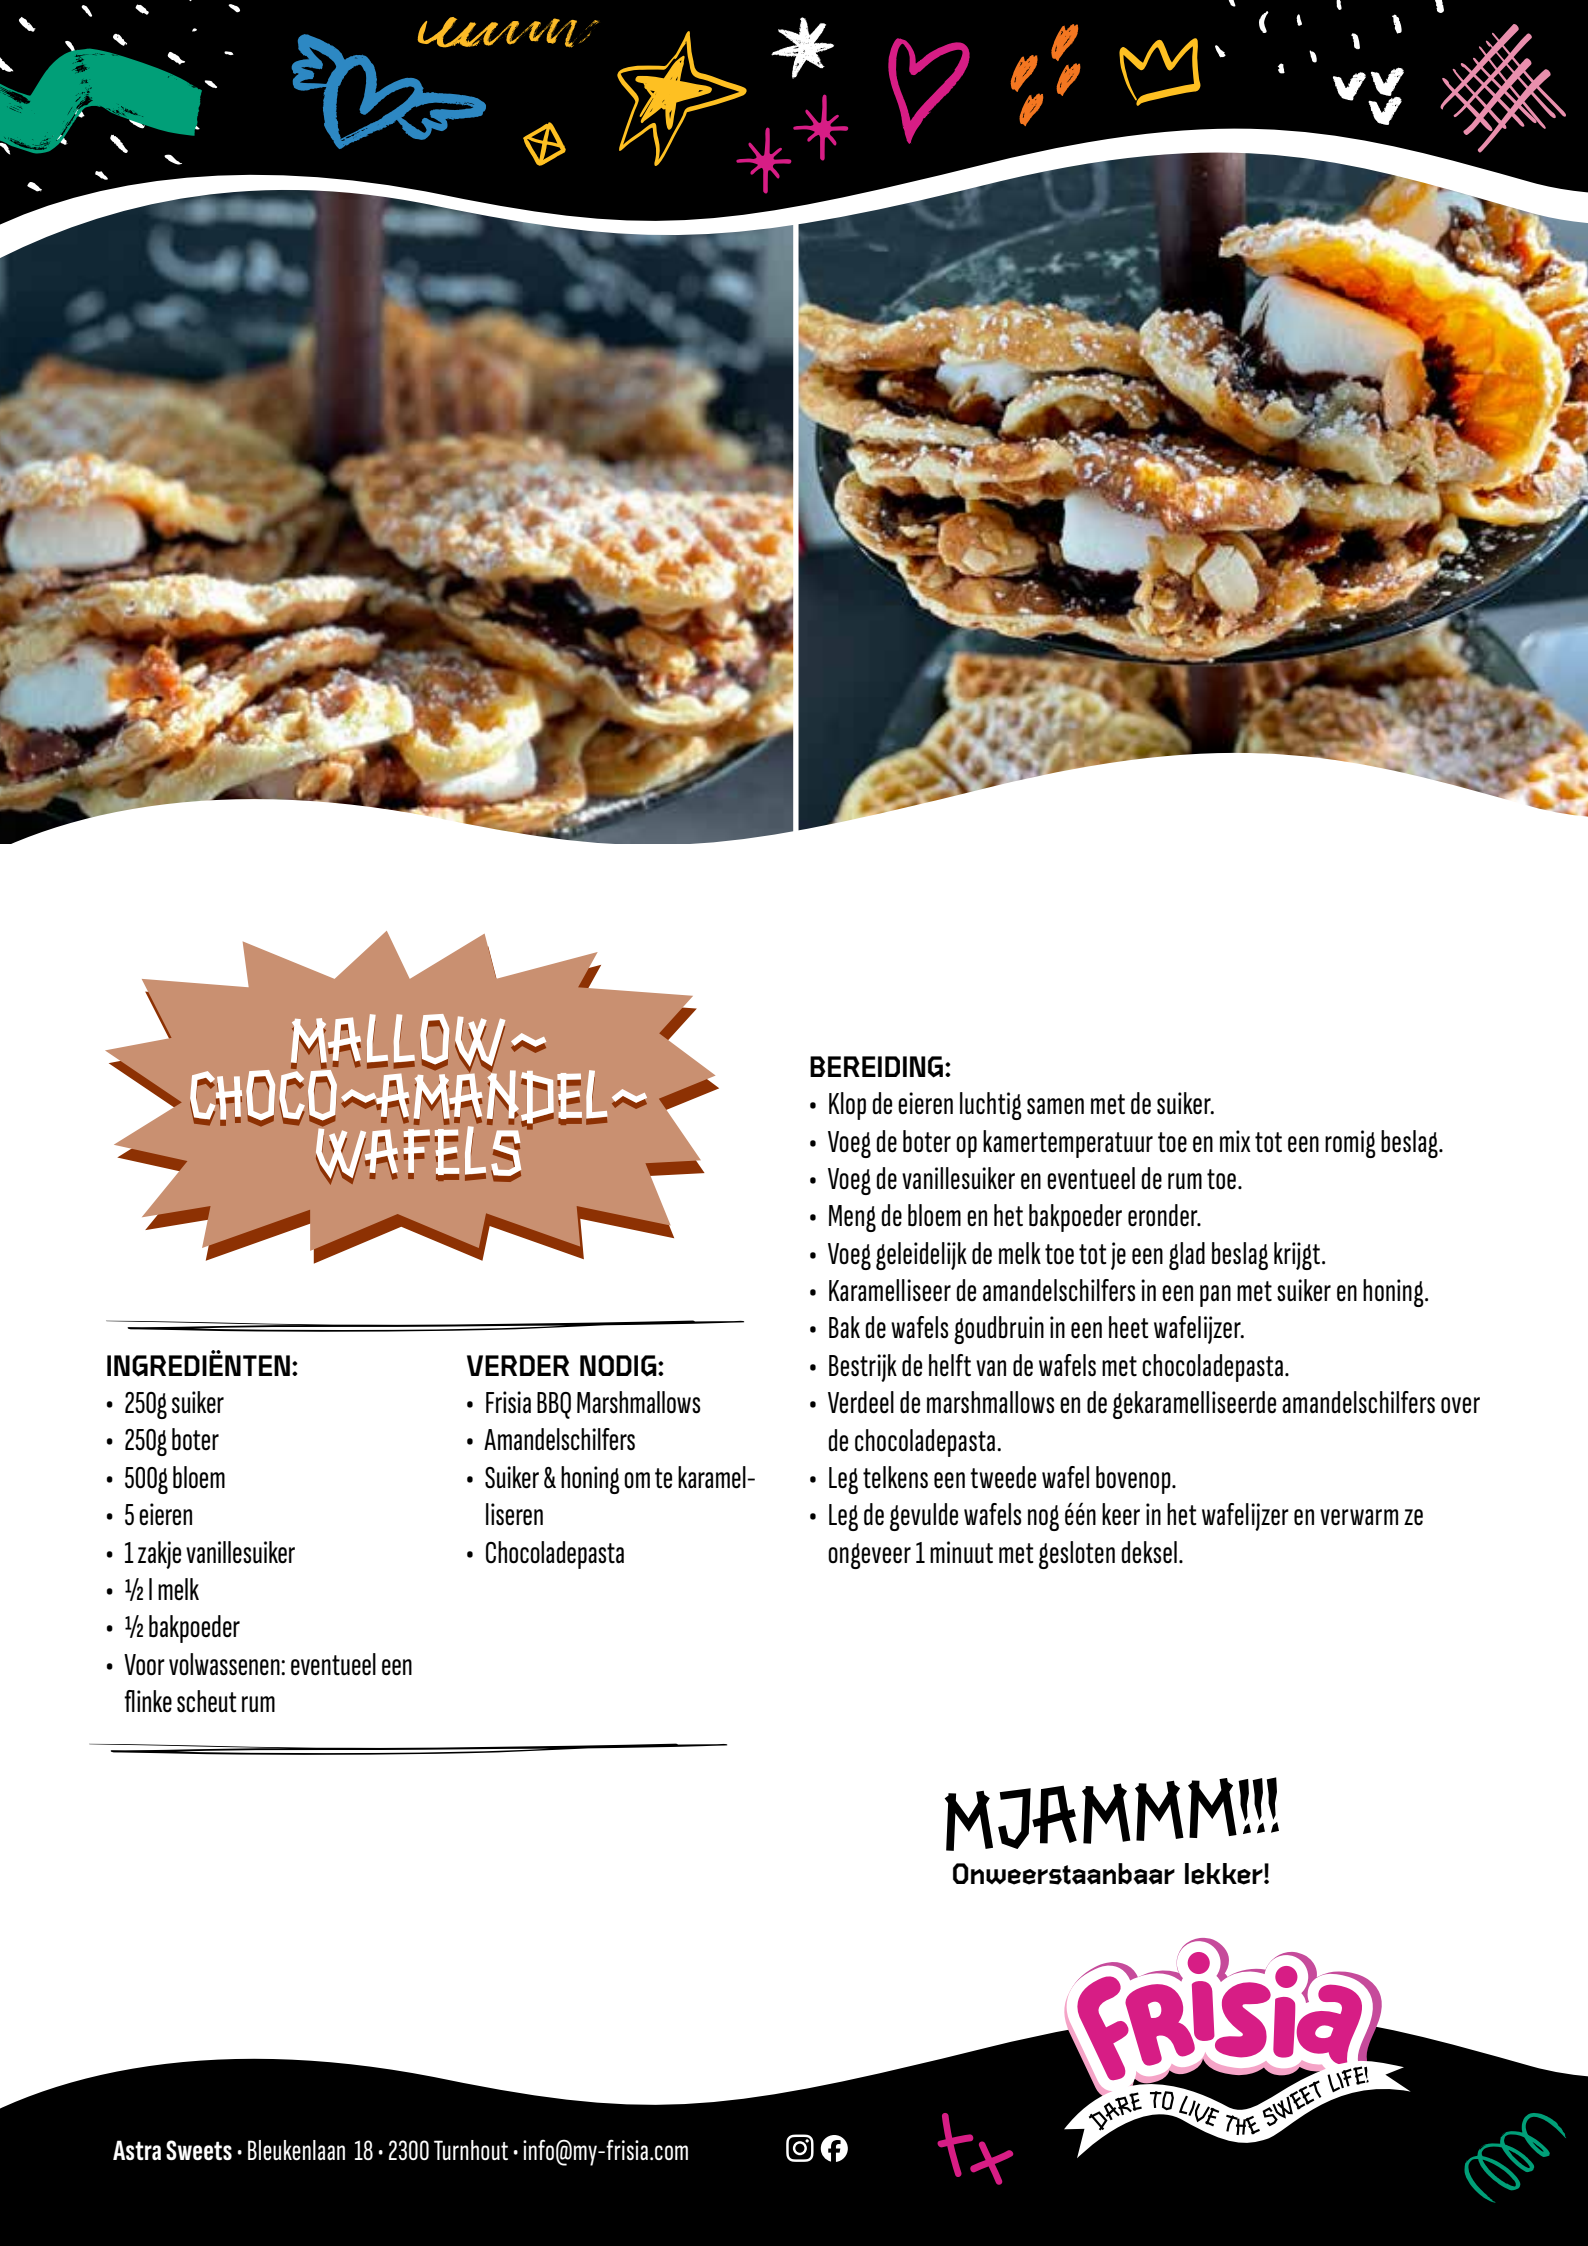 MALLOW~
CHOCO~AMANDEL~
WAFELS
INGREDIËNTEN:
• 250g suiker
• 250g boter
• 500g bloem
• 5 eieren
• 1 zakje vanillesuiker
• ½ l melk
• ½ bakpoeder
• Voor volwassenen: eventueel een
flinke scheut rum
VERDER NODIG:
• Frisia BBQ Marshmallows
• Amandelschilfers
• Suiker & honing om te karamel-
liseren
• Chocoladepasta
BEREIDING:
• Klop de eieren luchtig samen met de suiker.
• Voeg de boter op kamertemperatuur toe en mix tot een romig beslag.
• Voeg de vanillesuiker en eventueel de rum toe.
• Meng de bloem en het bakpoeder eronder.
• Voeg geleidelijk de melk toe tot je een glad beslag krijgt.
• Karamelliseer de amandelschilfers in een pan met suiker en honing.
• Bak de wafels goudbruin in een heet wafelijzer.
• Bestrijk de helft van de wafels met chocoladepasta.
• Verdeel de marshmallows en de gekaramelliseerde amandelschilfers over
de chocoladepasta.
• Leg telkens een tweede wafel bovenop.
• Leg de gevulde wafels nog één keer in het wafelijzer en verwarm ze
ongeveer 1 minuut met gesloten deksel.
MJAMMM!!!
Onweerstaanbaar lekker!
FRISIA
DARE TO LIVE THE SWEET LIFE!
Astra Sweets • Bleukenlaan 18 • 2300 Turnhout • info@my-frisia.com